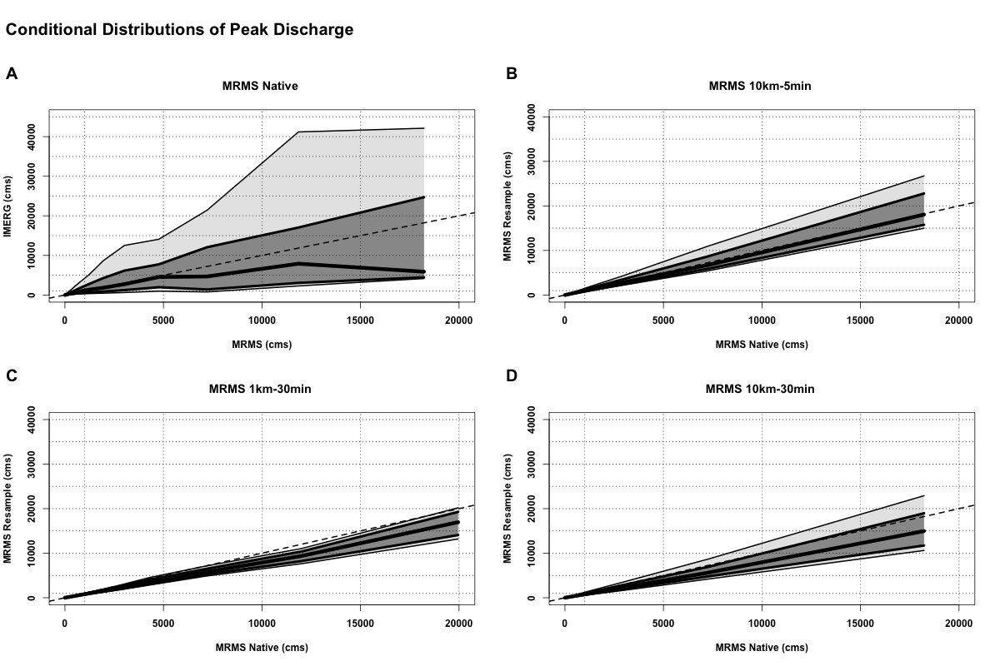 Conditional Distributions of Peak Discharge
A
MRMS Native
IMERG (cms)
40000
30000
20000
10000
0
0 5000 10000 15000 20000
MRMS (cms)
B
MRMS 10km-5min
MRMS Resample (cms)
40000
30000
20000
10000
0
0 5000 10000 15000 20000
MRMS Native (cms)
C
MRMS 1km-30min
MRMS Resample (cms)
40000
30000
20000
10000
0
0 5000 10000 15000 20000
MRMS Native (cms)
D
MRMS 10km-30min
MRMS Resample (cms)
40000
30000
20000
10000
0
0 5000 10000 15000 20000
MRMS Native (cms)